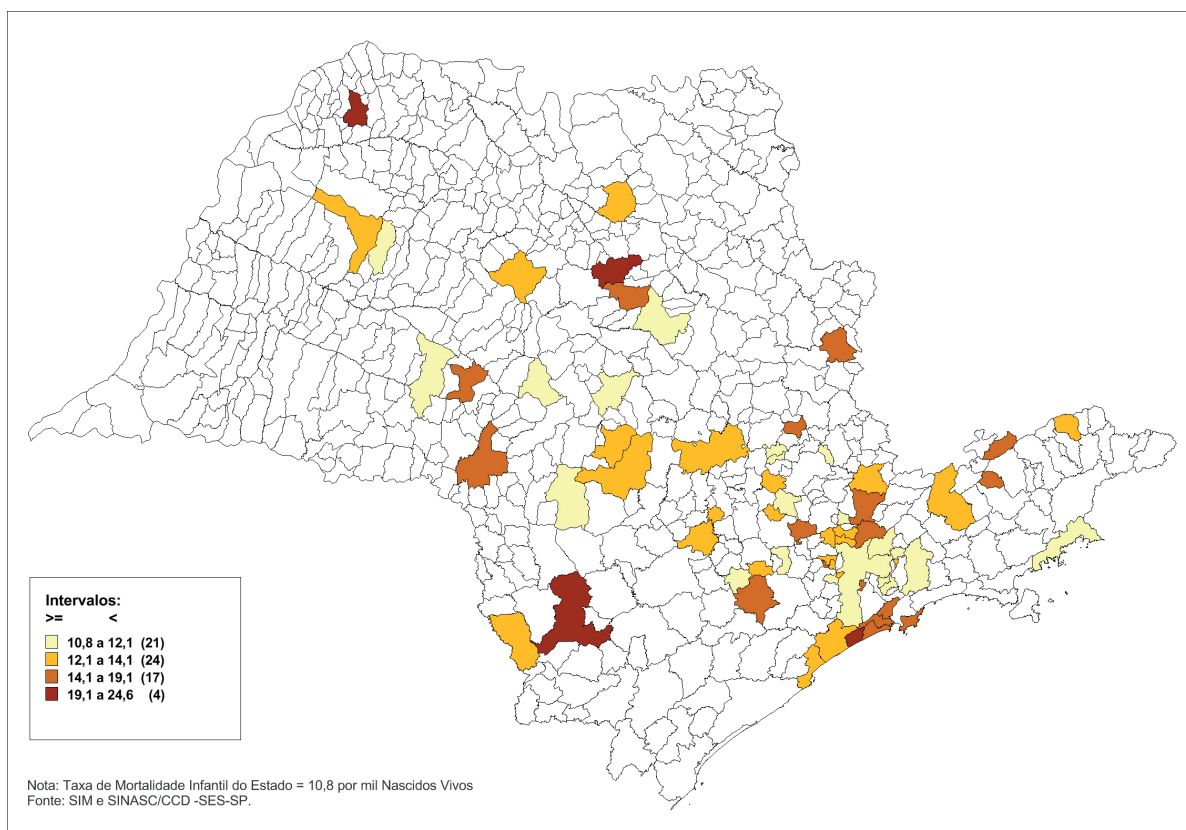 Intervalos:
>= <
10,8 a 12,1 (21)
12,1 a 14,1 (24)
14,1 a 19,1 (17)
19,1 a 24,6 (4)
Nota: Taxa de Mortalidade Infantil do Estado = 10,8 por mil Nascidos Vivos
Fonte: SIM e SINASC/CCD -SES-SP.